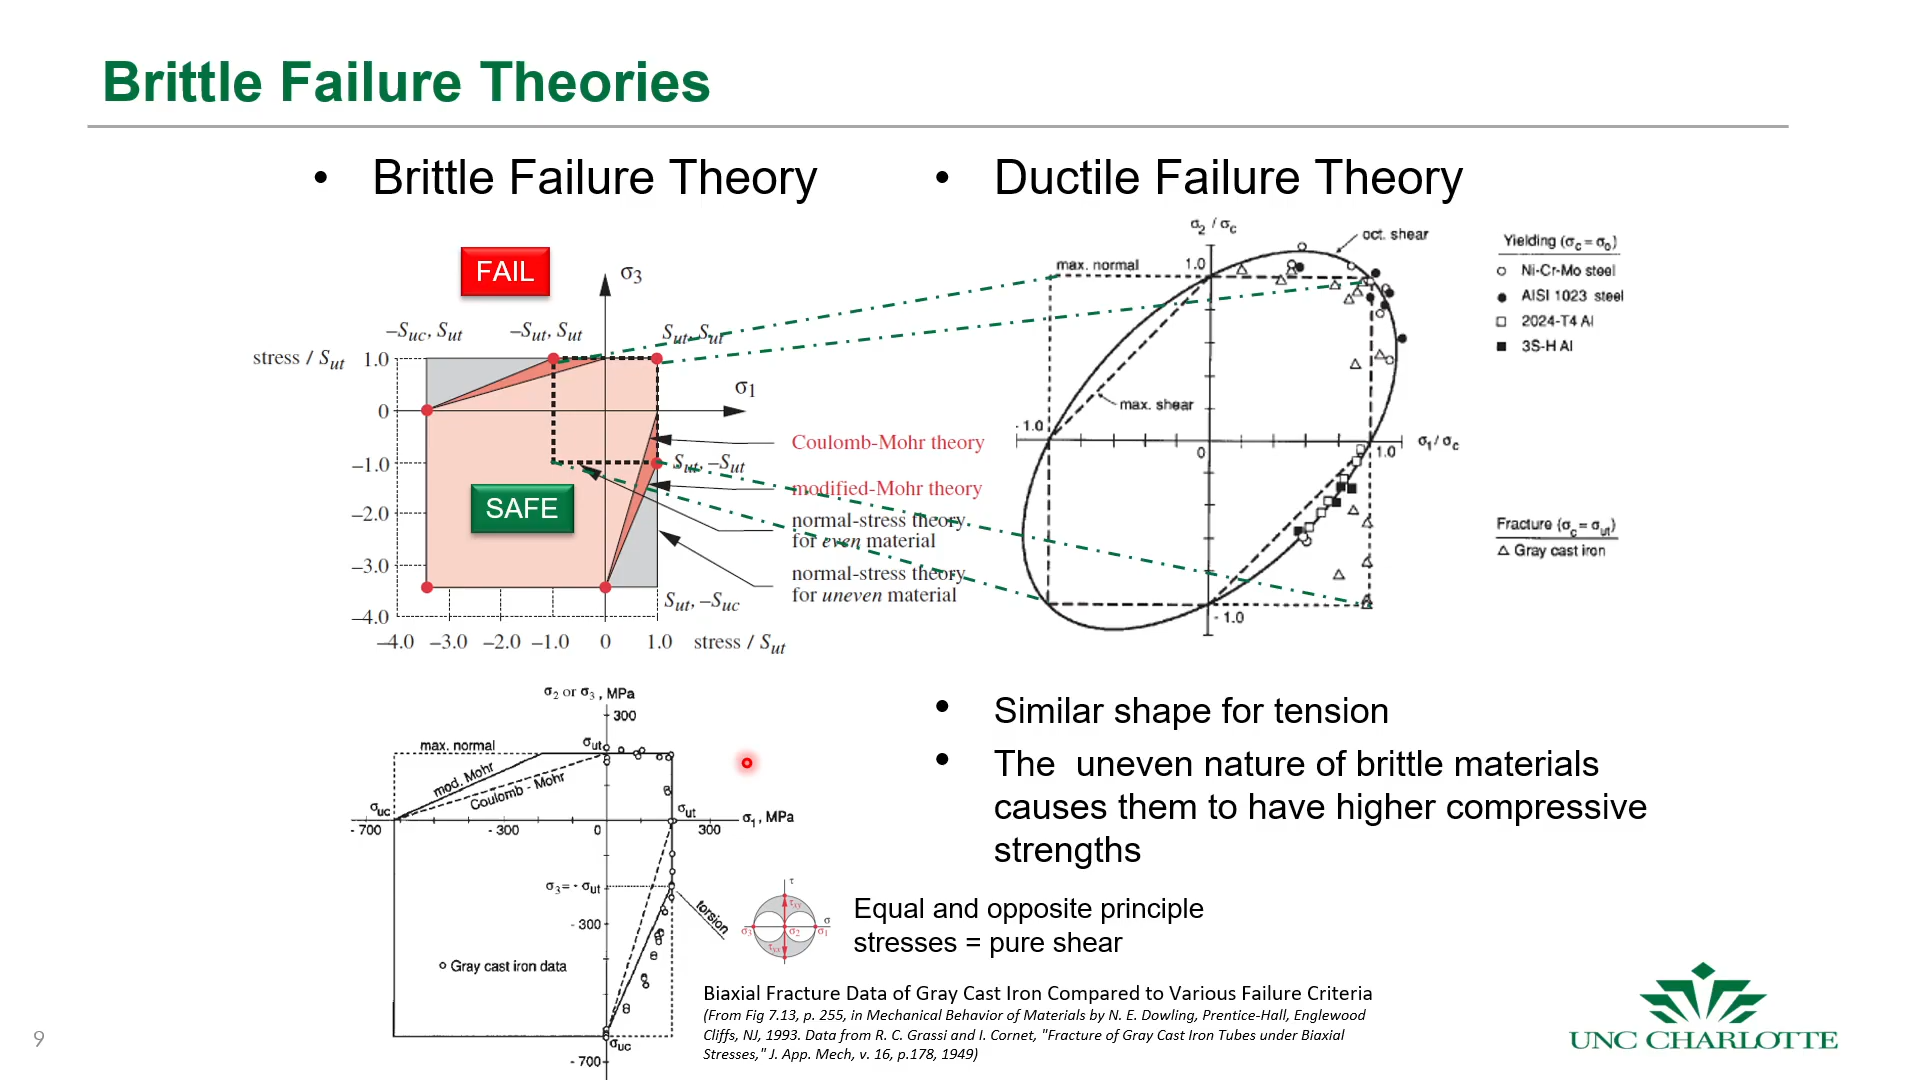 Brittle Failure Theories
• Brittle Failure Theory
• Ductile Failure Theory
FAIL
σ3
–Suc, Sut
–Sut, Sut
Sut, Sut
stress / Sut
1.0
0
–1.0
–2.0
–3.0
–4.0
σ1
Coulomb-Mohr theory
Sut, –Sut
modified-Mohr theory
SAFE
normal-stress theory
for even material
normal-stress theory
for uneven material
Sut, –Suc
–4.0 –3.0 –2.0 –1.0 0 1.0 stress / Sut
σ2 / σc
oct. shear
max. normal
1.0
max. shear
- 1.0
0
1.0
σ1 / σc
- 1.0
Yielding (σc = σo)
Ni-Cr-Mo steel
AISI 1023 steel
2024-T4 Al
3S-H Al
Fracture (σc = σut)
Gray cast iron
σ2 or σ3 , MPa
300
max. normal
σut
mod. Mohr
Coulomb - Mohr
σuc
σut
σ1, MPa
- 700
- 300
0
300
σ3 = - σut
torsion
- 300
Gray cast iron data
σuc
- 700
• Similar shape for tension
• The uneven nature of brittle materials
causes them to have higher compressive
strengths
τ
τxy
σ
σ3
σ2
σ1
τyx
Equal and opposite principle
stresses = pure shear
Biaxial Fracture Data of Gray Cast Iron Compared to Various Failure Criteria
(From Fig 7.13, p. 255, in Mechanical Behavior of Materials by N. E. Dowling, Prentice-Hall, Englewood
Cliffs, NJ, 1993. Data from R. C. Grassi and I. Cornet, "Fracture of Gray Cast Iron Tubes under Biaxial
Stresses," J. App. Mech, v. 16, p.178, 1949)
UNC CHARLOTTE
9